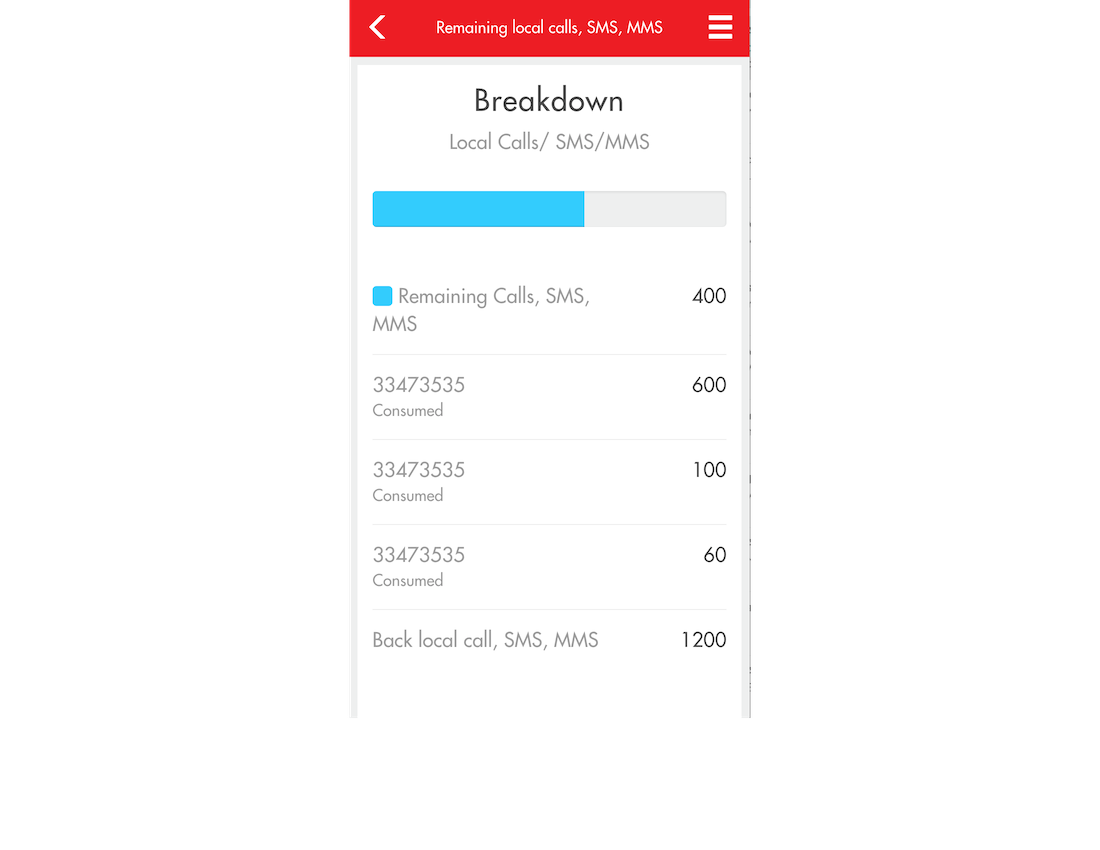 Remaining local calls, SMS, MMS
Breakdown
Local Calls/ SMS/MMS
Remaining Calls, SMS, 400
MMS
33473535 600
Consumed
33473535 100
Consumed
33473535 60
Consumed
Back local call, SMS, MMS 1200